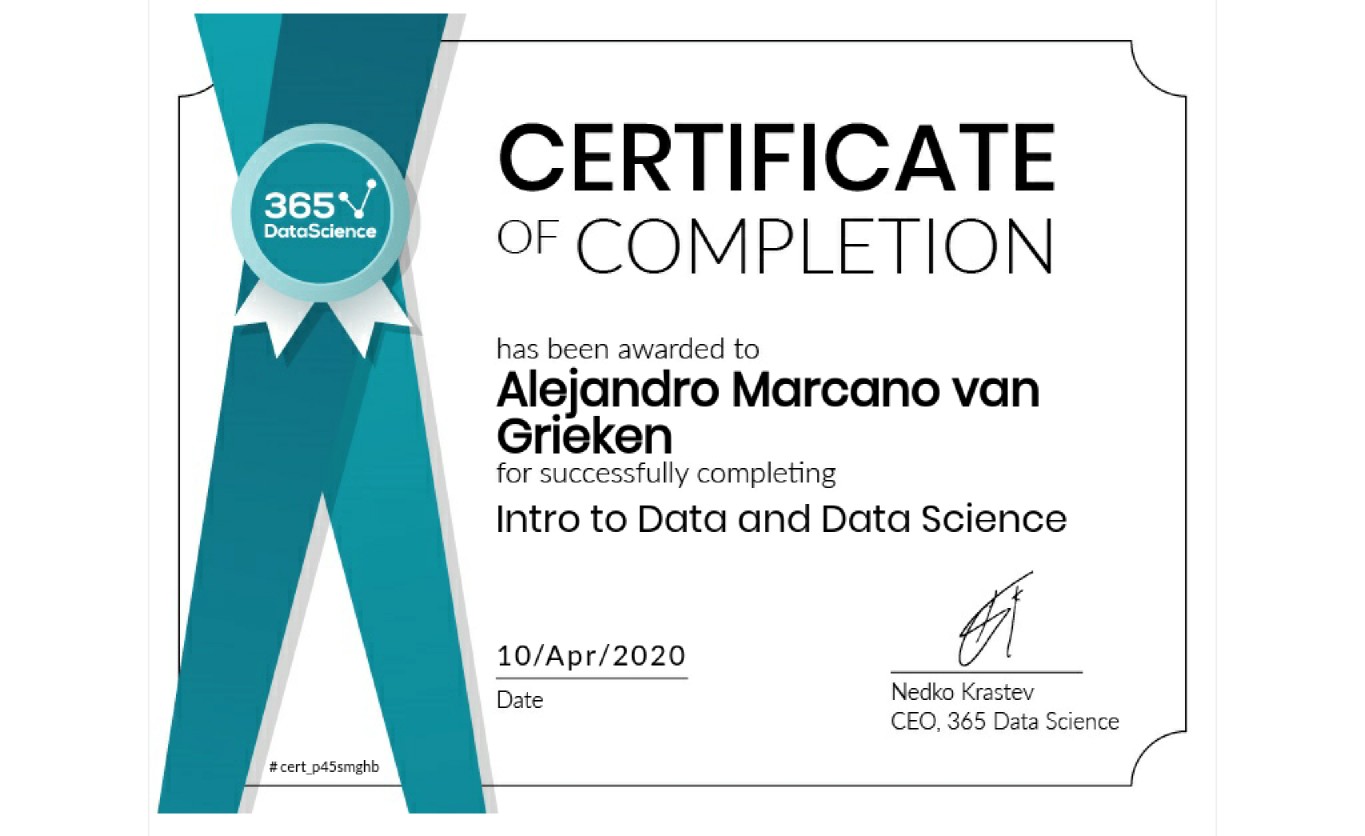 365
DataScience
CERTIFICATE
OF COMPLETION
has been awarded to
Alejandro Marcano van
Grieken
for successfully completing
Intro to Data and Data Science
10/Apr/2020
Date
Nedko Krastev
CEO, 365 Data Science
# cert_p45smghb